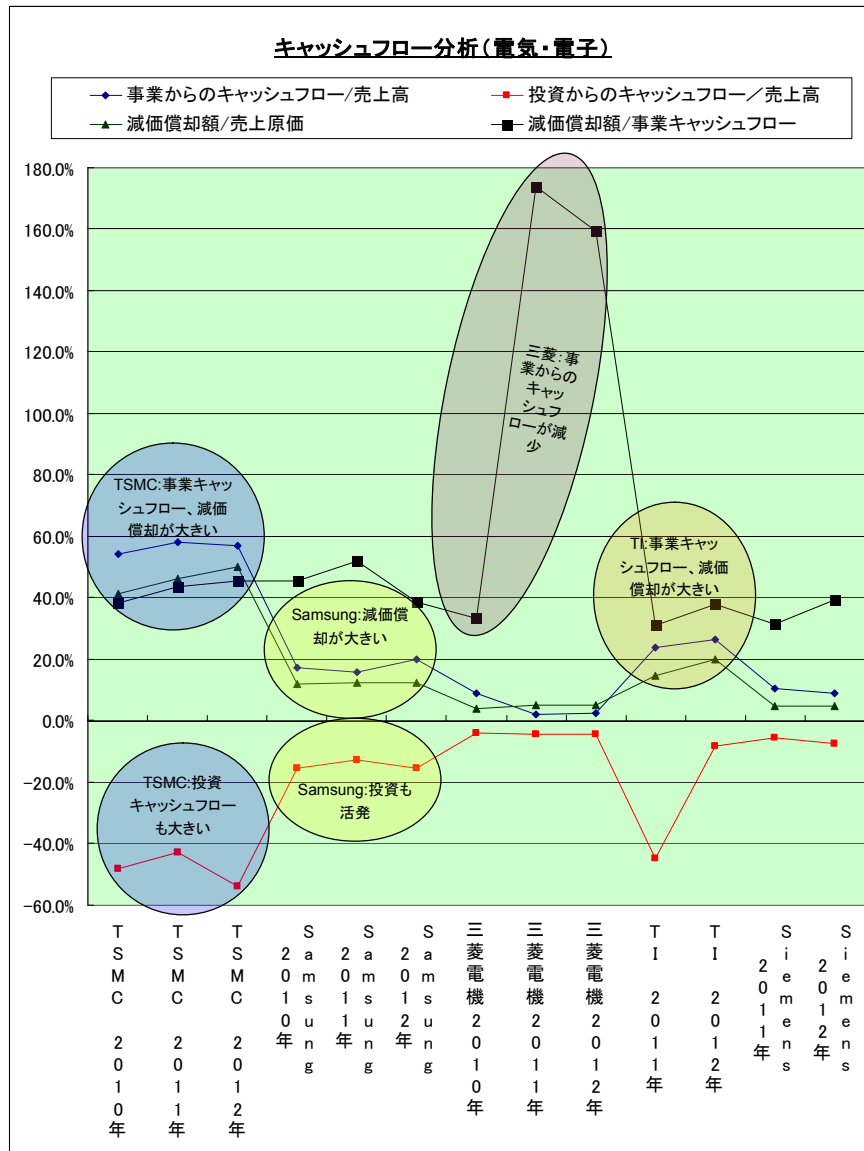 キャッシュフロー分析(電気・電子)
事業からのキャッシュフロー/売上高
投資からのキャッシュフロー／売上高
減価償却額/売上原価
減価償却額/事業キャッシュフロー
180.0%
160.0%
140.0%
120.0%
100.0%
80.0%
60.0%
40.0%
20.0%
0.0%
-20.0%
-40.0%
-60.0%
三菱:事
業からの
キャッ
シュフ
ローが減
少
TSMC:事業キャッ
シュフロー、減価
償却が大きい
Samsung:減価償
却が大きい
TI:事業キャッ
シュフロー、減価
償却が大きい
TSMC:投資
キャッシュフロー
も大きい
Samsung:投資も
活発
TSMC 2010年
TSMC 2011年
TSMC 2012年
Samsung
2010年
Samsung
2011年
Samsung
2012年
三菱電機2010年
三菱電機2011年
三菱電機2012年
TI 2011年
TI 2012年
Siemens
2011年
Siemens
2012年